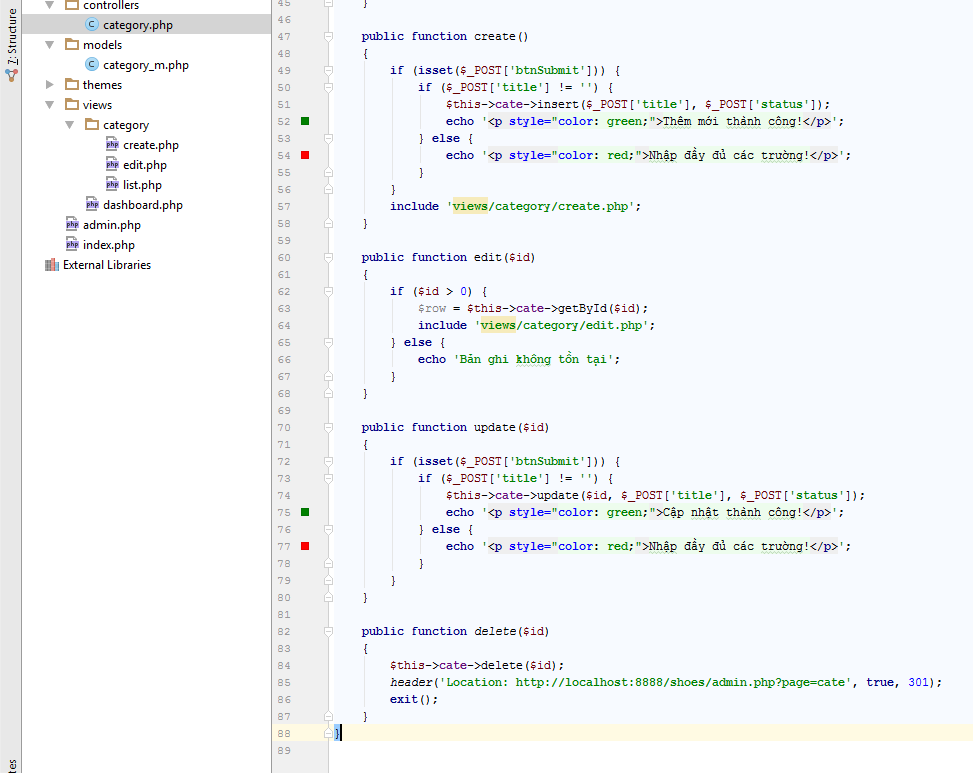 7: Structure
controllers
category.php
models
category_m.php
themes
views
category
create.php
edit.php
list.php
dashboard.php
admin.php
index.php
External Libraries
45 }
46
47 public function create()
48 {
49 if (isset($_POST['btnSubmit'])) {
50 if ($_POST['title'] != '') {
51 $this->cate->insert($_POST['title'], $_POST['status']);
52 echo '<p style="color: green;">Thêm mới thành công!</p>';
53 } else {
54 echo '<p style="color: red;">Nhập đầy đủ các trường!</p>';
55 }
56 }
57 include 'views/category/create.php';
58 }
59
60 public function edit($id)
61 {
62 if ($id > 0) {
63 $row = $this->cate->getById($id);
64 include 'views/category/edit.php';
65 } else {
66 echo 'Bản ghi không tồn tại';
67 }
68 }
69
70 public function update($id)
71 {
72 if (isset($_POST['btnSubmit'])) {
73 if ($_POST['title'] != '') {
74 $this->cate->update($id, $_POST['title'], $_POST['status']);
75 echo '<p style="color: green;">Cập nhật thành công!</p>';
76 } else {
77 echo '<p style="color: red;">Nhập đầy đủ các trường!</p>';
78 }
79 }
80 }
81
82 public function delete($id)
83 {
84 $this->cate->delete($id);
85 header('Location: http://localhost:8888/shoes/admin.php?page=cate', true, 301);
86 exit();
87 }
88 }
89